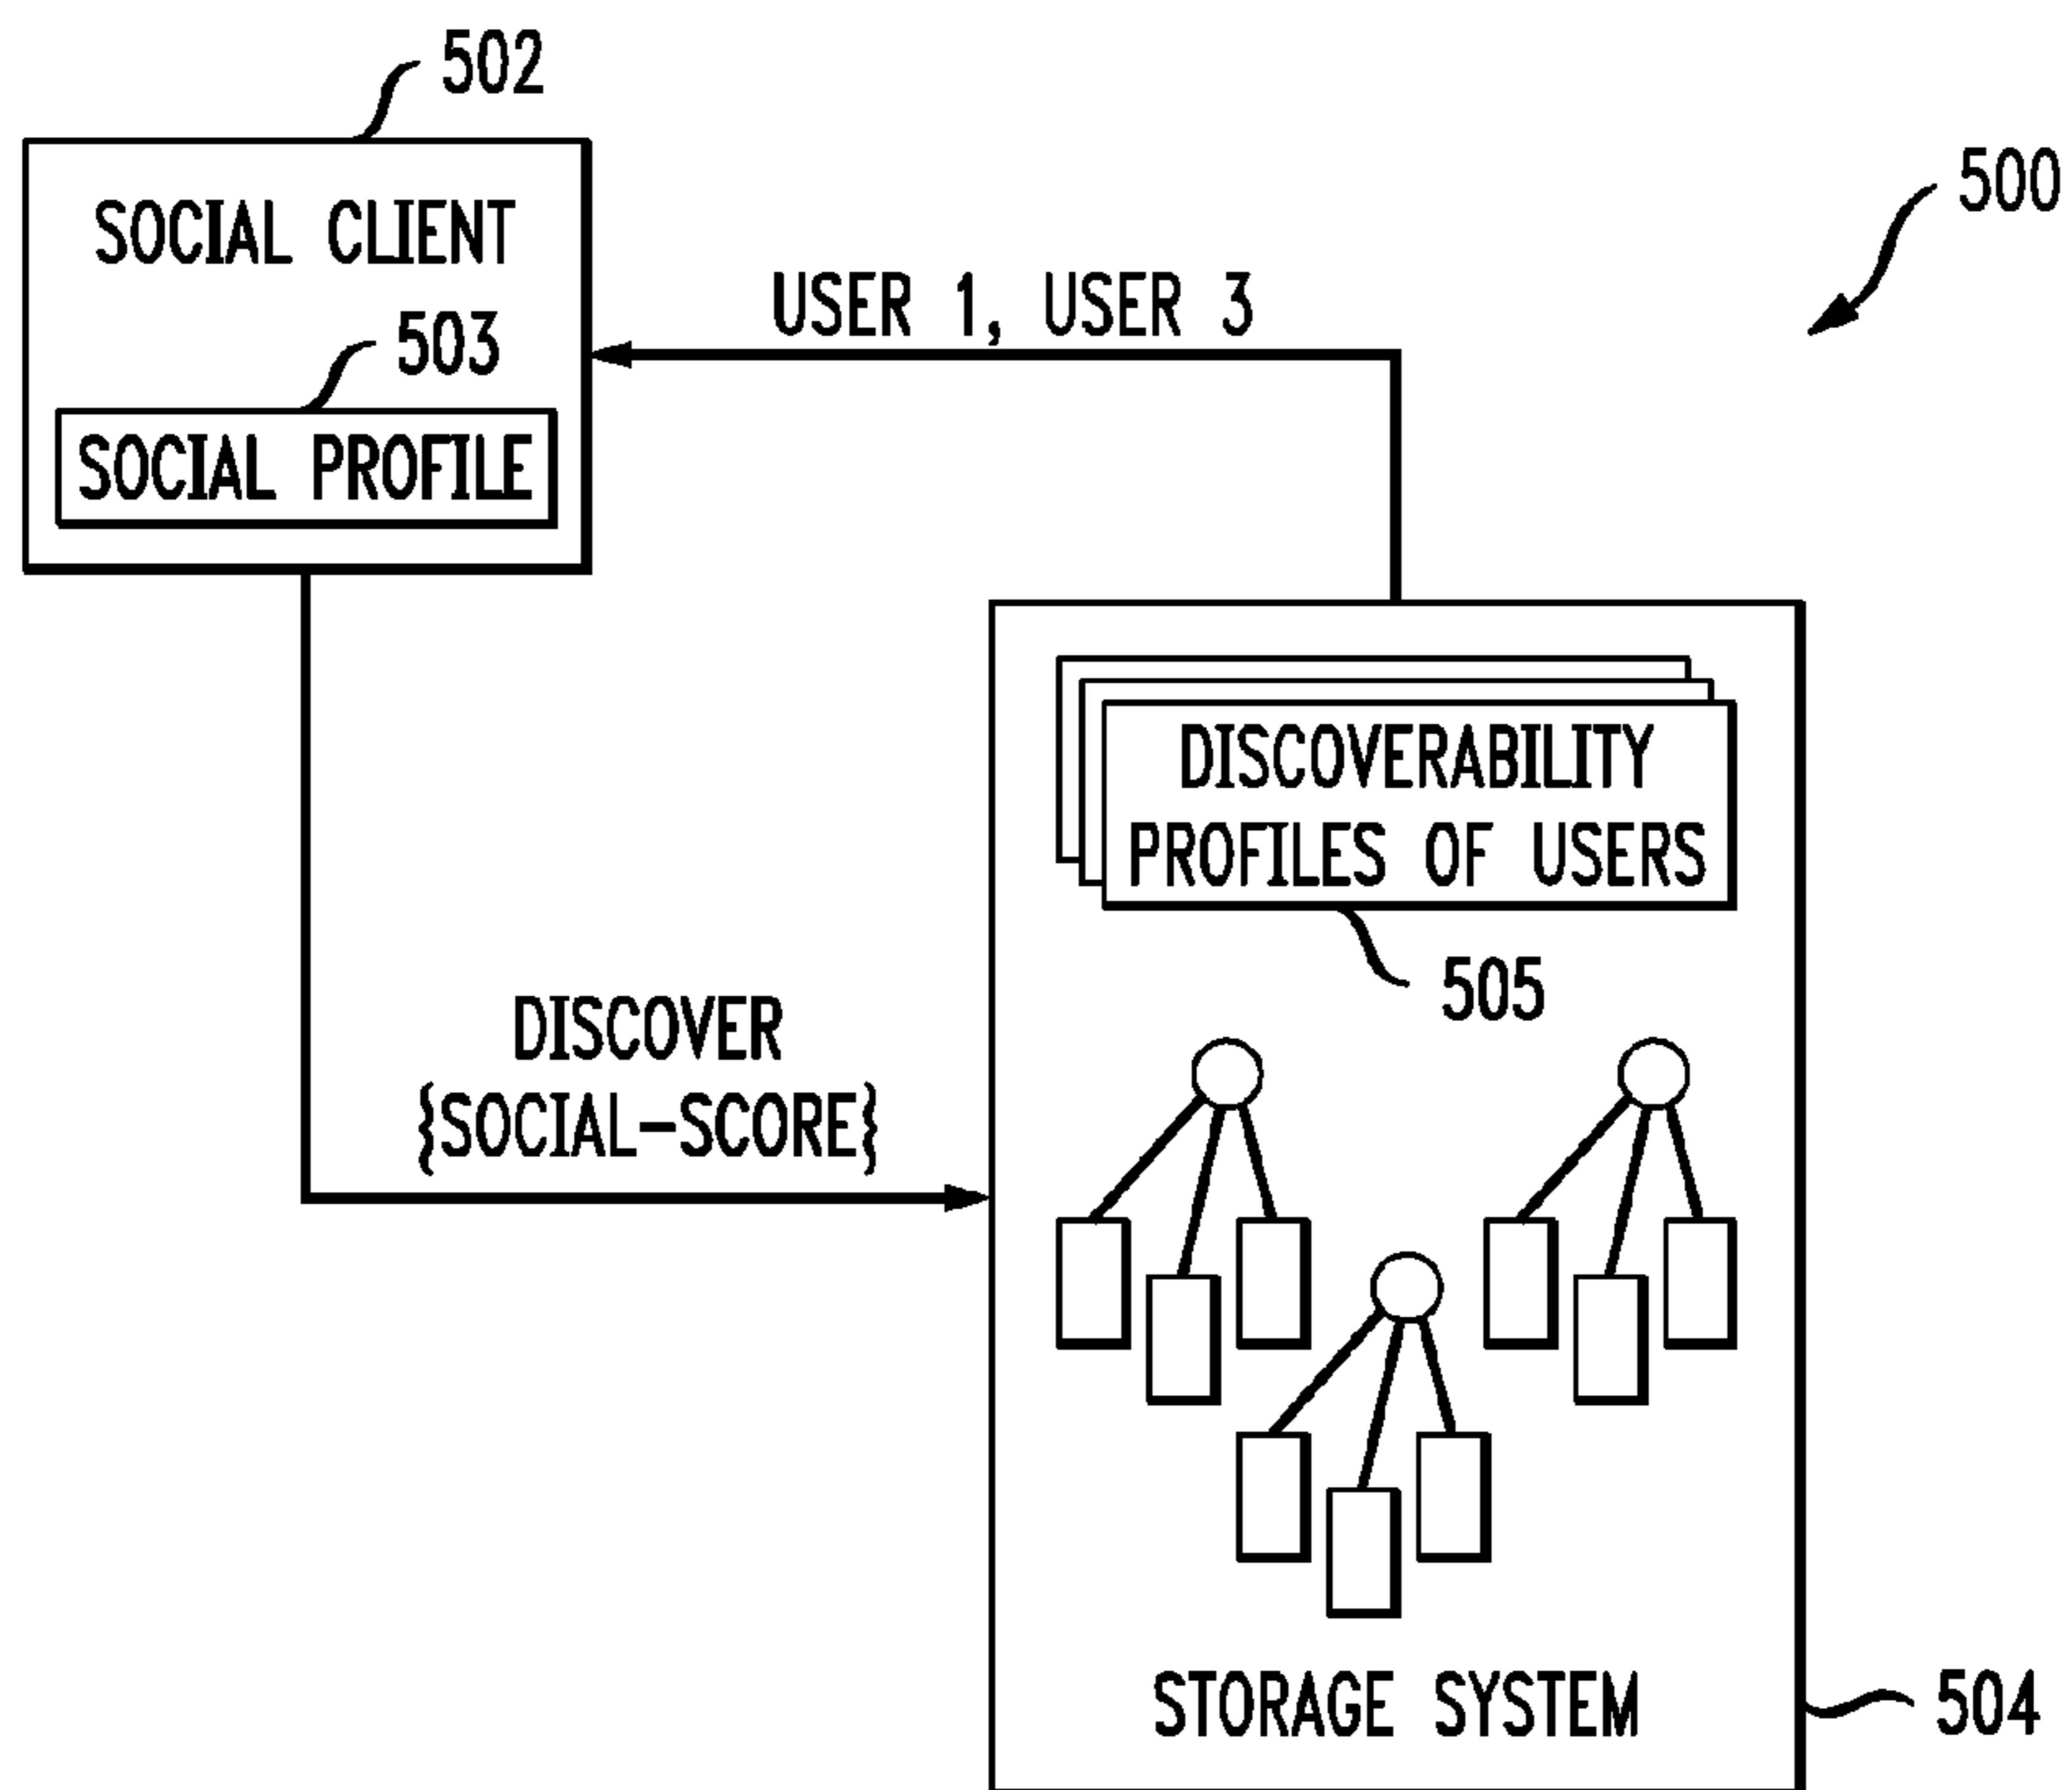 502
SOCIAL CLIENT
503
SOCIAL PROFILE
USER 1, USER 3
500
DISCOVERABILITY
PROFILES OF USERS
505
DISCOVER
{SOCIAL-SCORE}
STORAGE SYSTEM
504